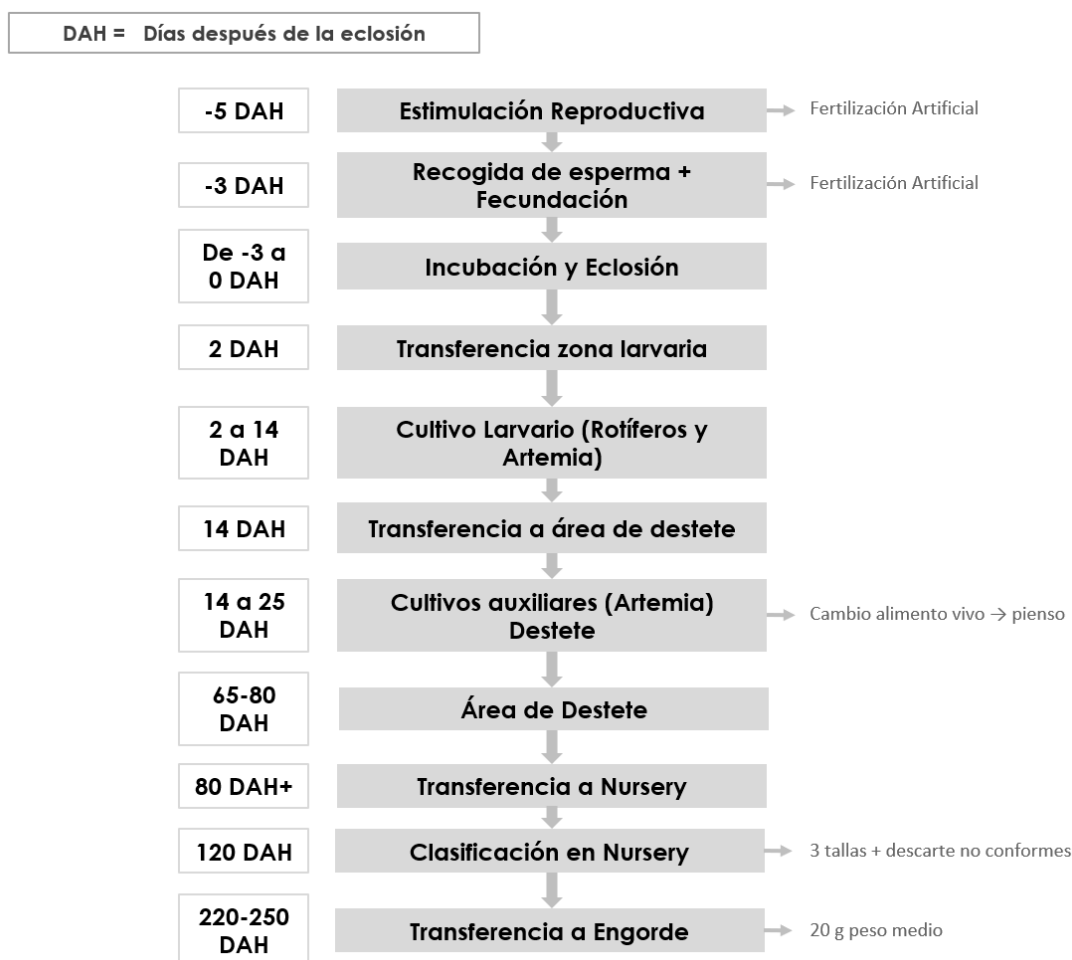 DAH = Días después de la eclosión
-5 DAH
Estimulación Reproductiva
Fertilización Artificial
-3 DAH
Recogida de esperma +
Fecundación
Fertilización Artificial
De -3 a
0 DAH
Incubación y Eclosión
2 DAH
Transferencia zona larvaria
2 a 14
DAH
Cultivo Larvario (Rotíferos y
Artemia)
14 DAH
Transferencia a área de destete
14 a 25
DAH
Cultivos auxiliares (Artemia)
Destete
Cambio alimento vivo → pienso
65-80
DAH
Área de Destete
80 DAH+
Transferencia a Nursery
120 DAH
Clasificación en Nursery
3 tallas + descarte no conformes
220-250
DAH
Transferencia a Engorde
20 g peso medio